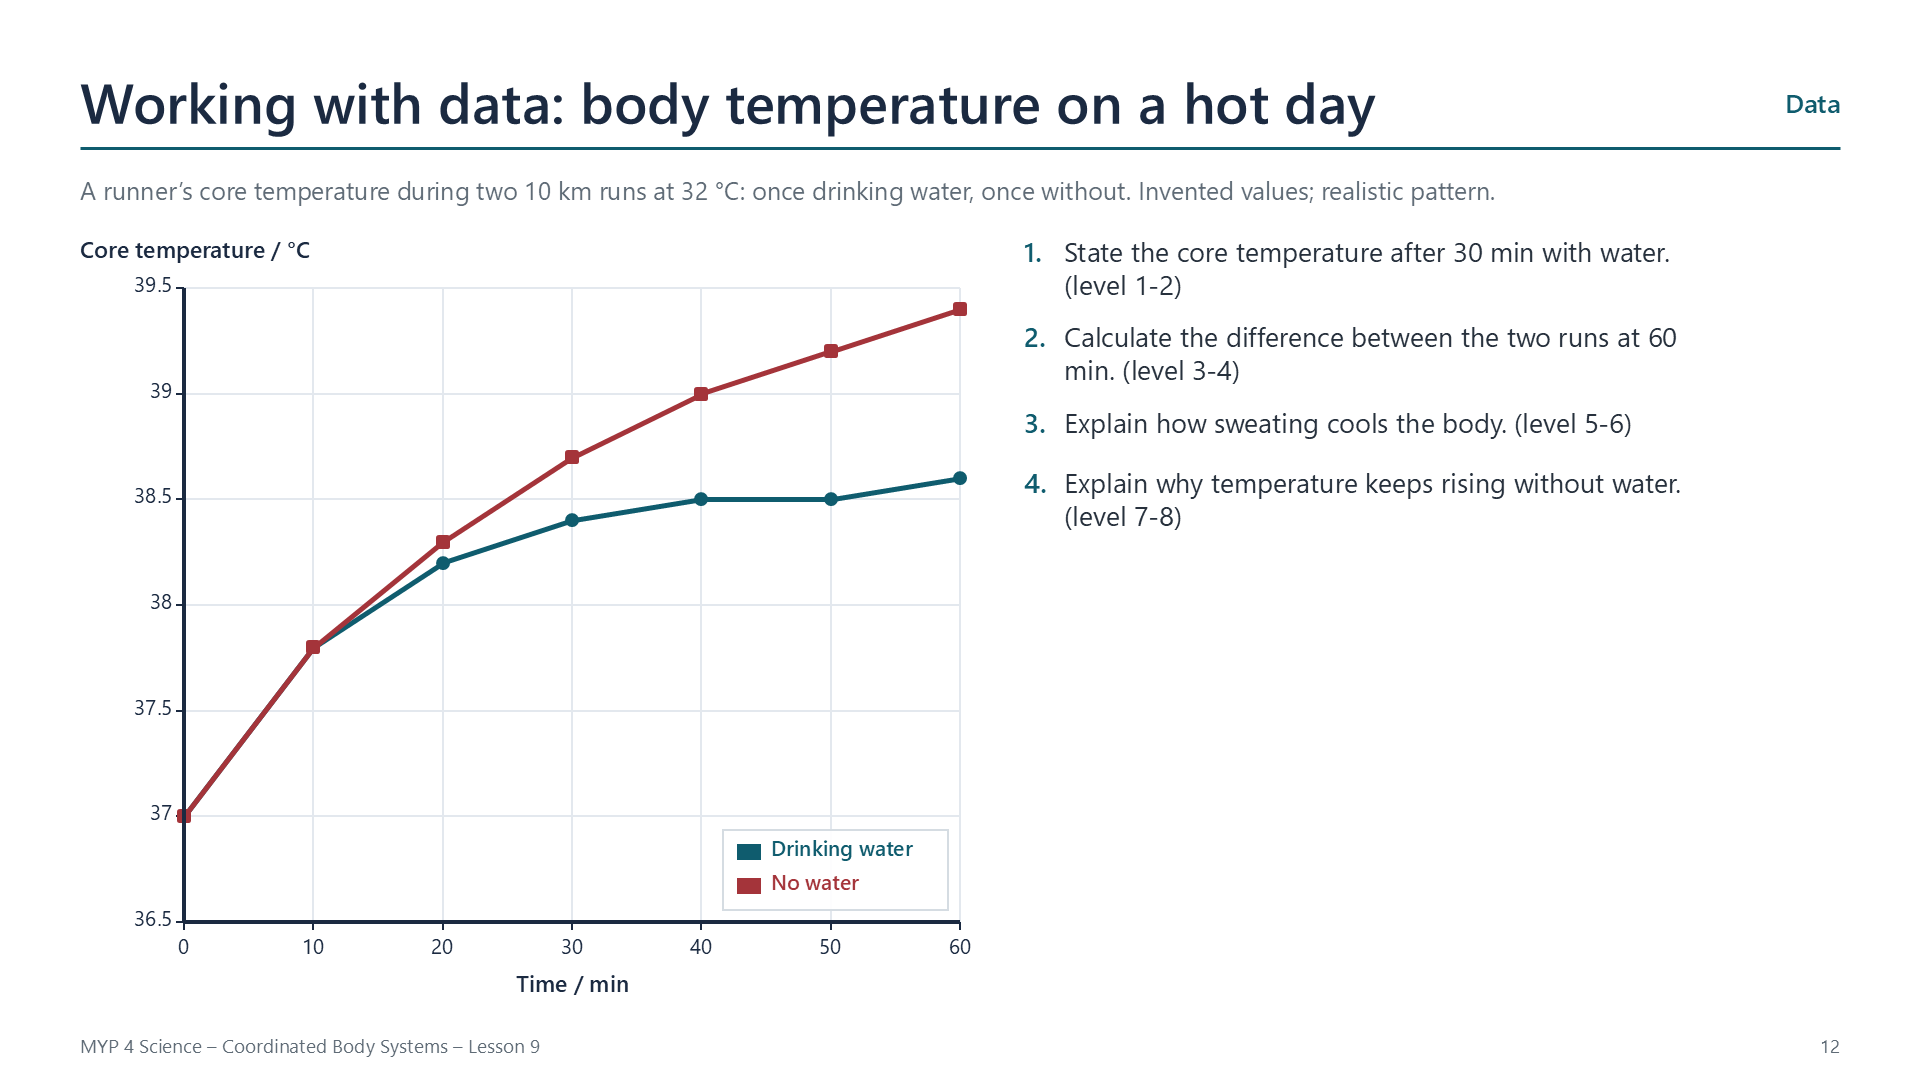 Working with data: body temperature on a hot day
Data
A runner’s core temperature during two 10 km runs at 32 °C: once drinking water, once without. Invented values; realistic pattern.
Core temperature / °C
39.5
39
38.5
38
37.5
37
36.5
0 10 20 30 40 50 60
Time / min
Drinking water
No water
1. State the core temperature after 30 min with water.
(level 1-2)
2. Calculate the difference between the two runs at 60
min. (level 3-4)
3. Explain how sweating cools the body. (level 5-6)
4. Explain why temperature keeps rising without water.
(level 7-8)
MYP 4 Science – Coordinated Body Systems – Lesson 9
12